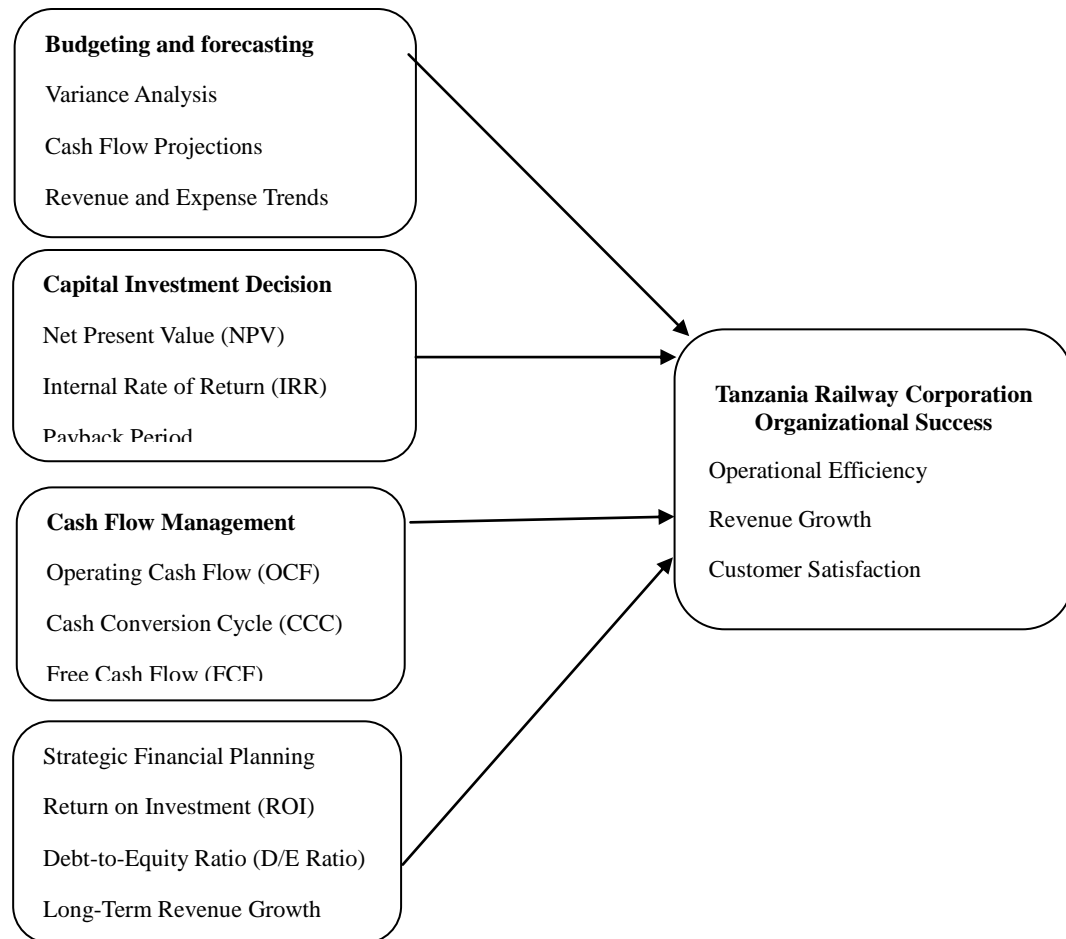 Budgeting and forecasting
Variance Analysis
Cash Flow Projections
Revenue and Expense Trends
Capital Investment Decision
Net Present Value (NPV)
Internal Rate of Return (IRR)
Payback Period
Cash Flow Management
Operating Cash Flow (OCF)
Cash Conversion Cycle (CCC)
Free Cash Flow (FCF)
Strategic Financial Planning
Return on Investment (ROI)
Debt-to-Equity Ratio (D/E Ratio)
Long-Term Revenue Growth
Tanzania Railway Corporation
Organizational Success
Operational Efficiency
Revenue Growth
Customer Satisfaction